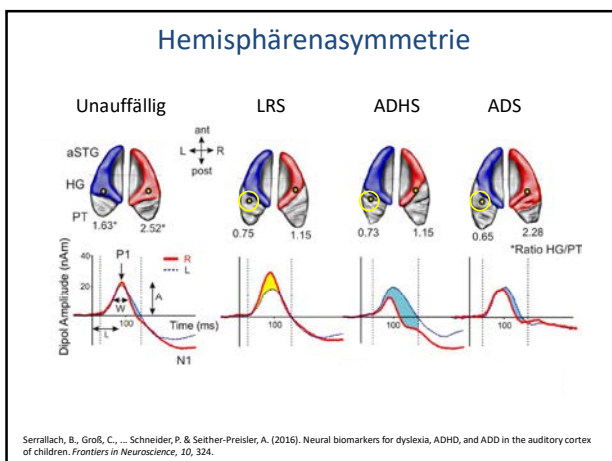 Hemisphärenasymmetrie
Unauffällig LRS ADHS ADS
ant
aSTG L R
HG post
PT
1.63* 2.52* 0.75 1.15 0.73 1.15 0.65 2.28
*Ratio HG/PT
Dipol Amplitude (nAm)
40 P1 R
L
20 A
W
0
100 Time (ms) 100 100 100
L
N1
Serrallach, B., Groß, C., ... Schneider, P. & Seither-Preisler, A. (2016). Neural biomarkers for dyslexia, ADHD, and ADD in the auditory cortex
of children. Frontiers in Neuroscience, 10, 324.